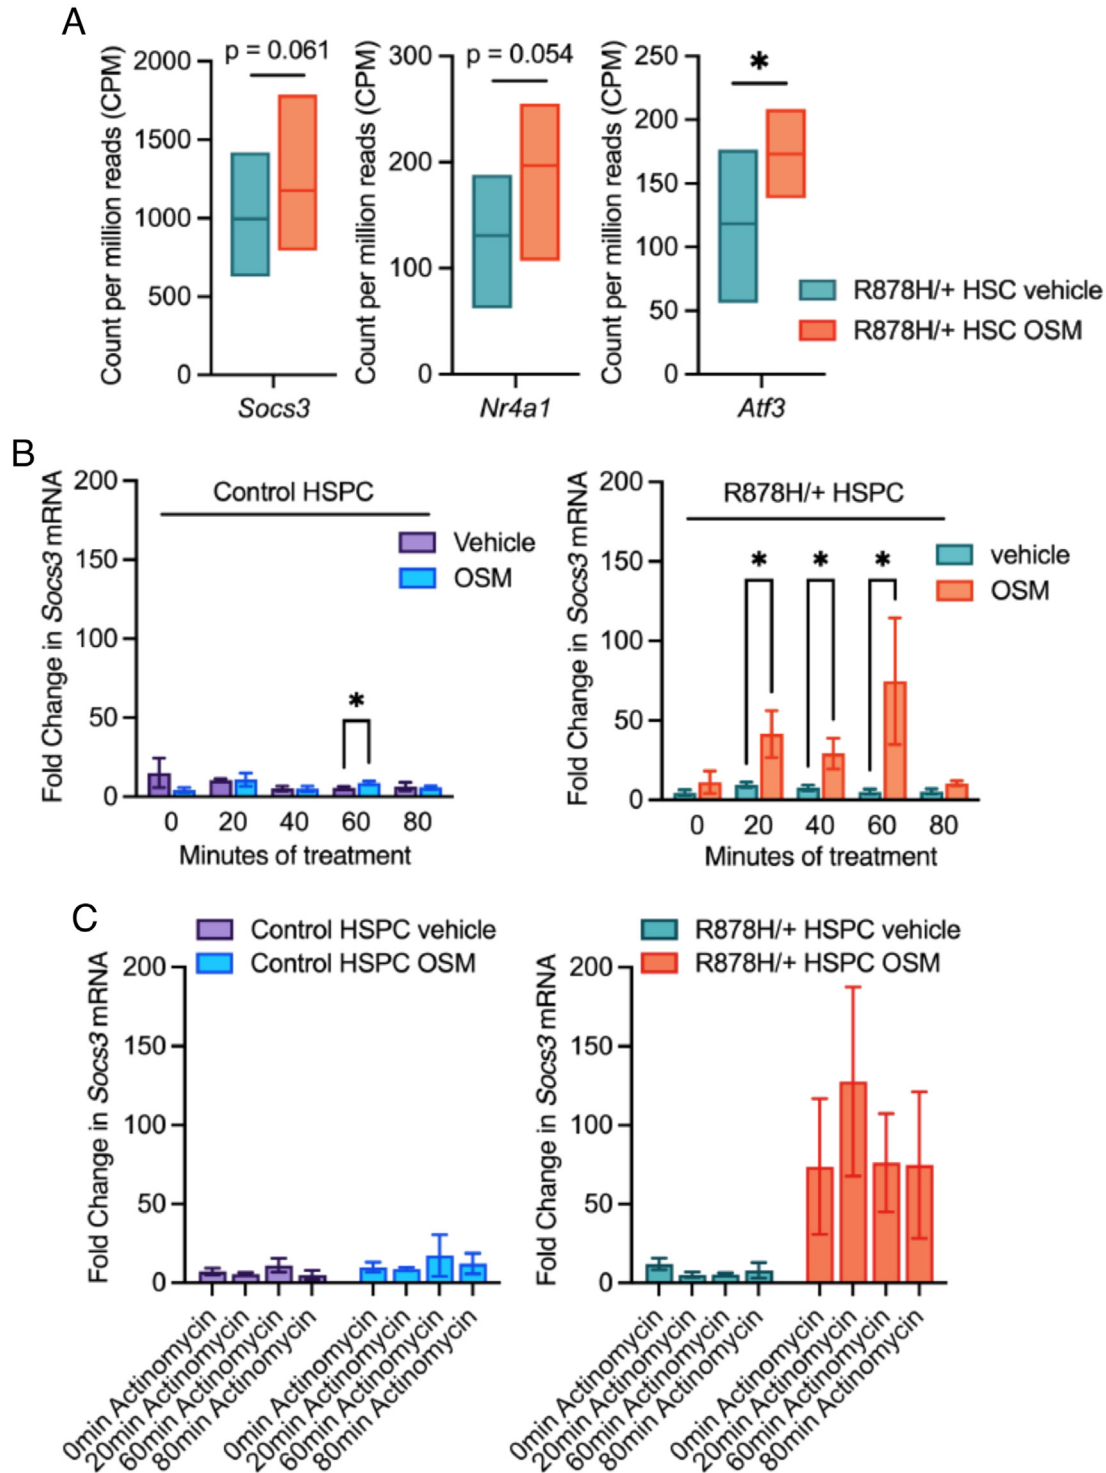 A
Count per million reads (CPM)
2000
1500
1000
500
0
p = 0.061
Socs3
Count per million reads (CPM)
300
200
100
0
p = 0.054
Nr4a1
Count per million reads (CPM)
250
200
150
100
50
0
*
Atf3
R878H/+ HSC vehicle
R878H/+ HSC OSM
B
Fold Change in Socs3 mRNA
200
150
100
50
0
Control HSPC
Vehicle
OSM
*
0 20 40 60 80
Minutes of treatment
Fold Change in Socs3 mRNA
200
150
100
50
0
R878H/+ HSPC
vehicle
OSM
* * *
0 20 40 60 80
Minutes of treatment
C
Control HSPC vehicle
Control HSPC OSM
Fold Change in Socs3 mRNA
200
150
100
50
0
0min Actinomycin
20min Actinomycin
60min Actinomycin
80min Actinomycin
0min Actinomycin
20min Actinomycin
60min Actinomycin
80min Actinomycin
R878H/+ HSPC vehicle
R878H/+ HSPC OSM
Fold Change in Socs3 mRNA
200
150
100
50
0
0min Actinomycin
20min Actinomycin
60min Actinomycin
80min Actinomycin
0min Actinomycin
20min Actinomycin
60min Actinomycin
80min Actinomycin